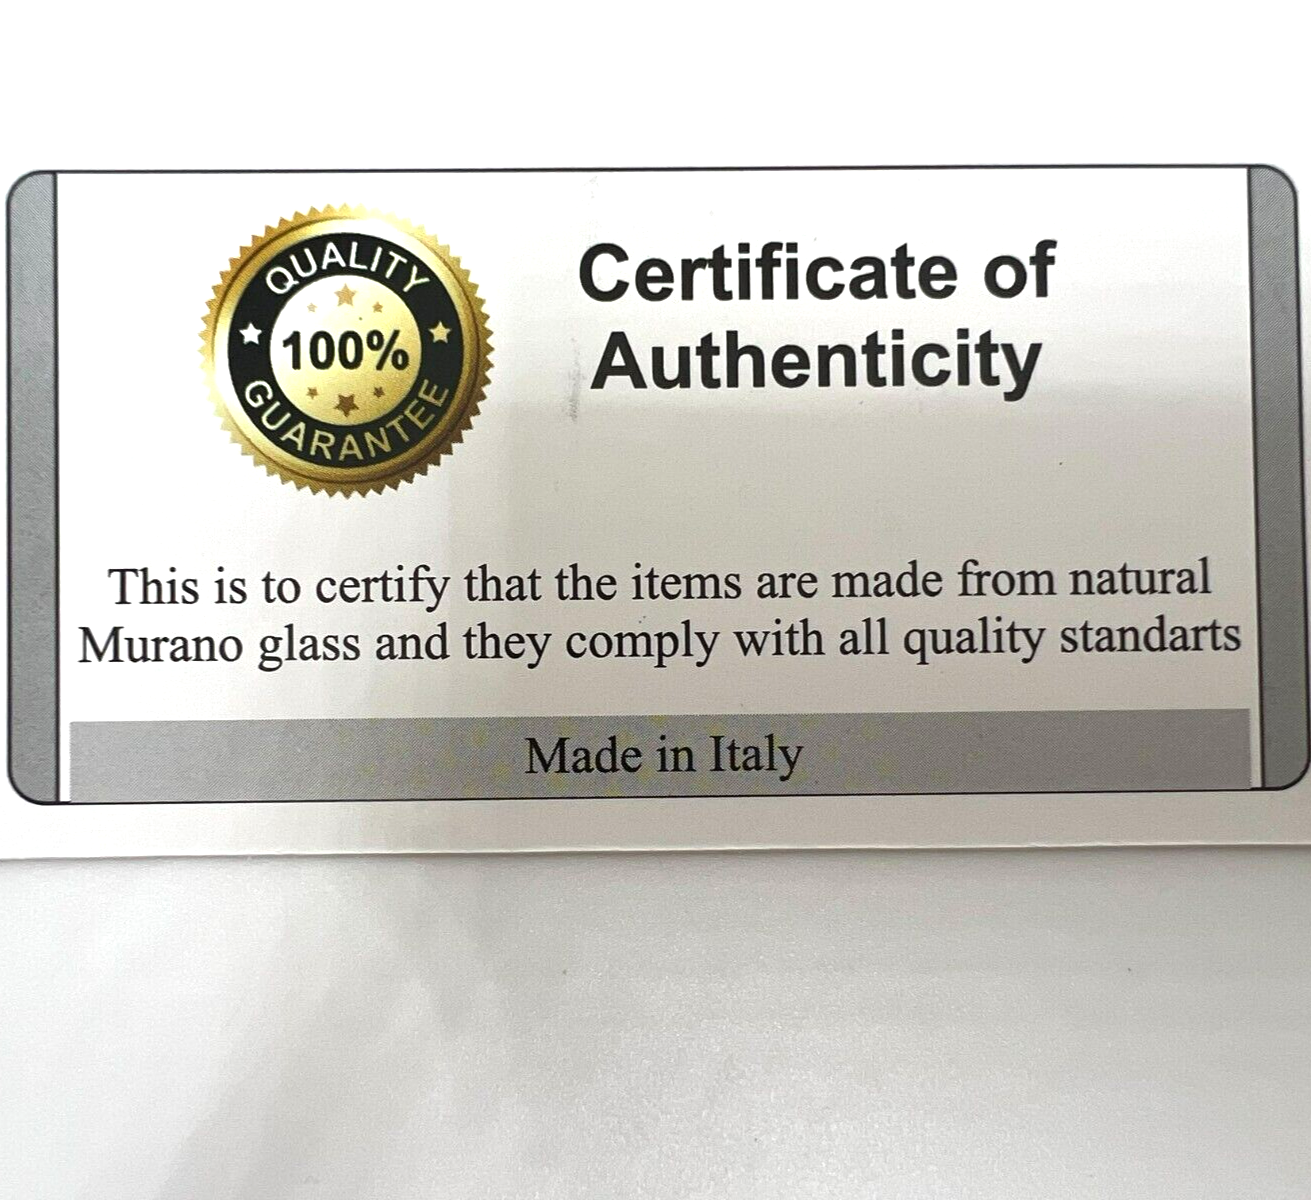 QUALITY
100%
GUARANTEE
Certificate of
Authenticity
This is to certify that the items are made from natural
Murano glass and they comply with all quality standarts
Made in Italy